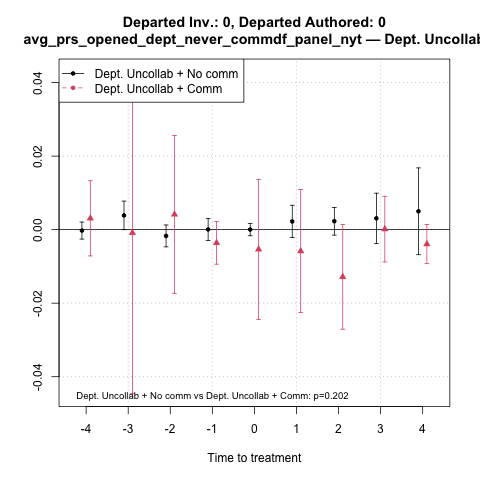 Departed Inv.: 0, Departed Authored: 0
avg_prs_opened_dept_never_commdf_panel_nyt — Dept. Uncollab
Dept. Uncollab + No comm
Dept. Uncollab + Comm
0.04
0.02
0.00
-0.02
-0.04
Dept. Uncollab + No comm vs Dept. Uncollab + Comm: p=0.202
-4 -3 -2 -1 0 1 2 3 4
Time to treatment